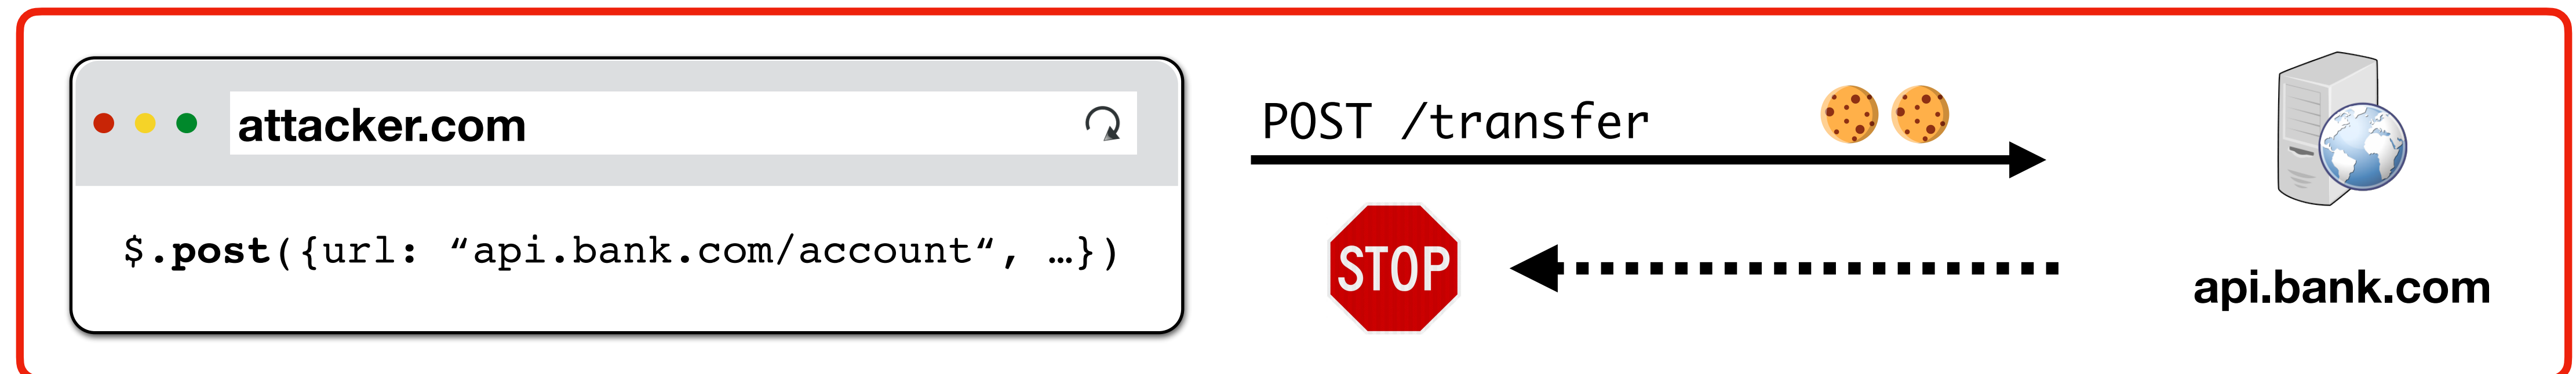 attacker.com
$.post({url: “api.bank.com/account“, …})
POST /transfer
STOP
api.bank.com